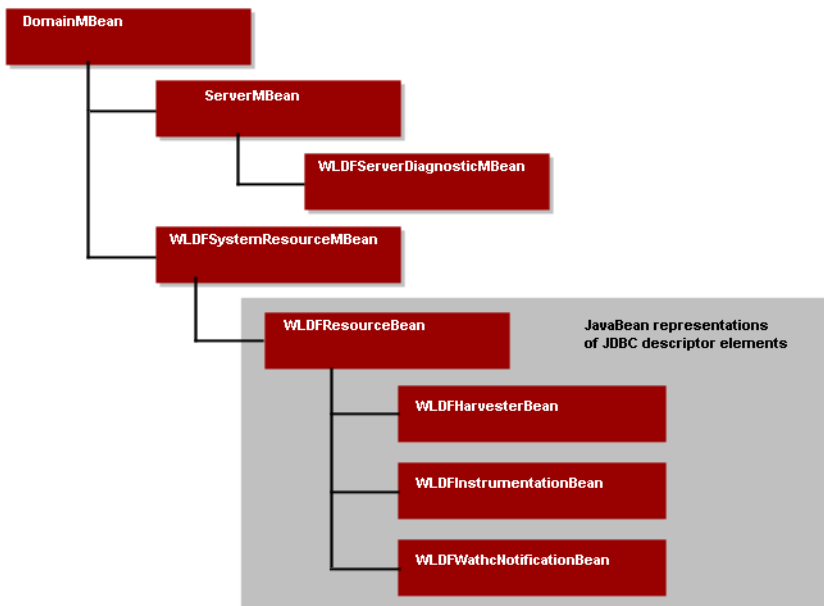 DomainMBean
ServerMBean
WLDFServerDiagnosticMBean
WLDFSystemResourceMBean
WLDFResourceBean
JavaBean representations
of JDBC descriptor elements
WLDFHarvesterBean
WLDFInstrumentationBean
WLDFWathcNotificationBean